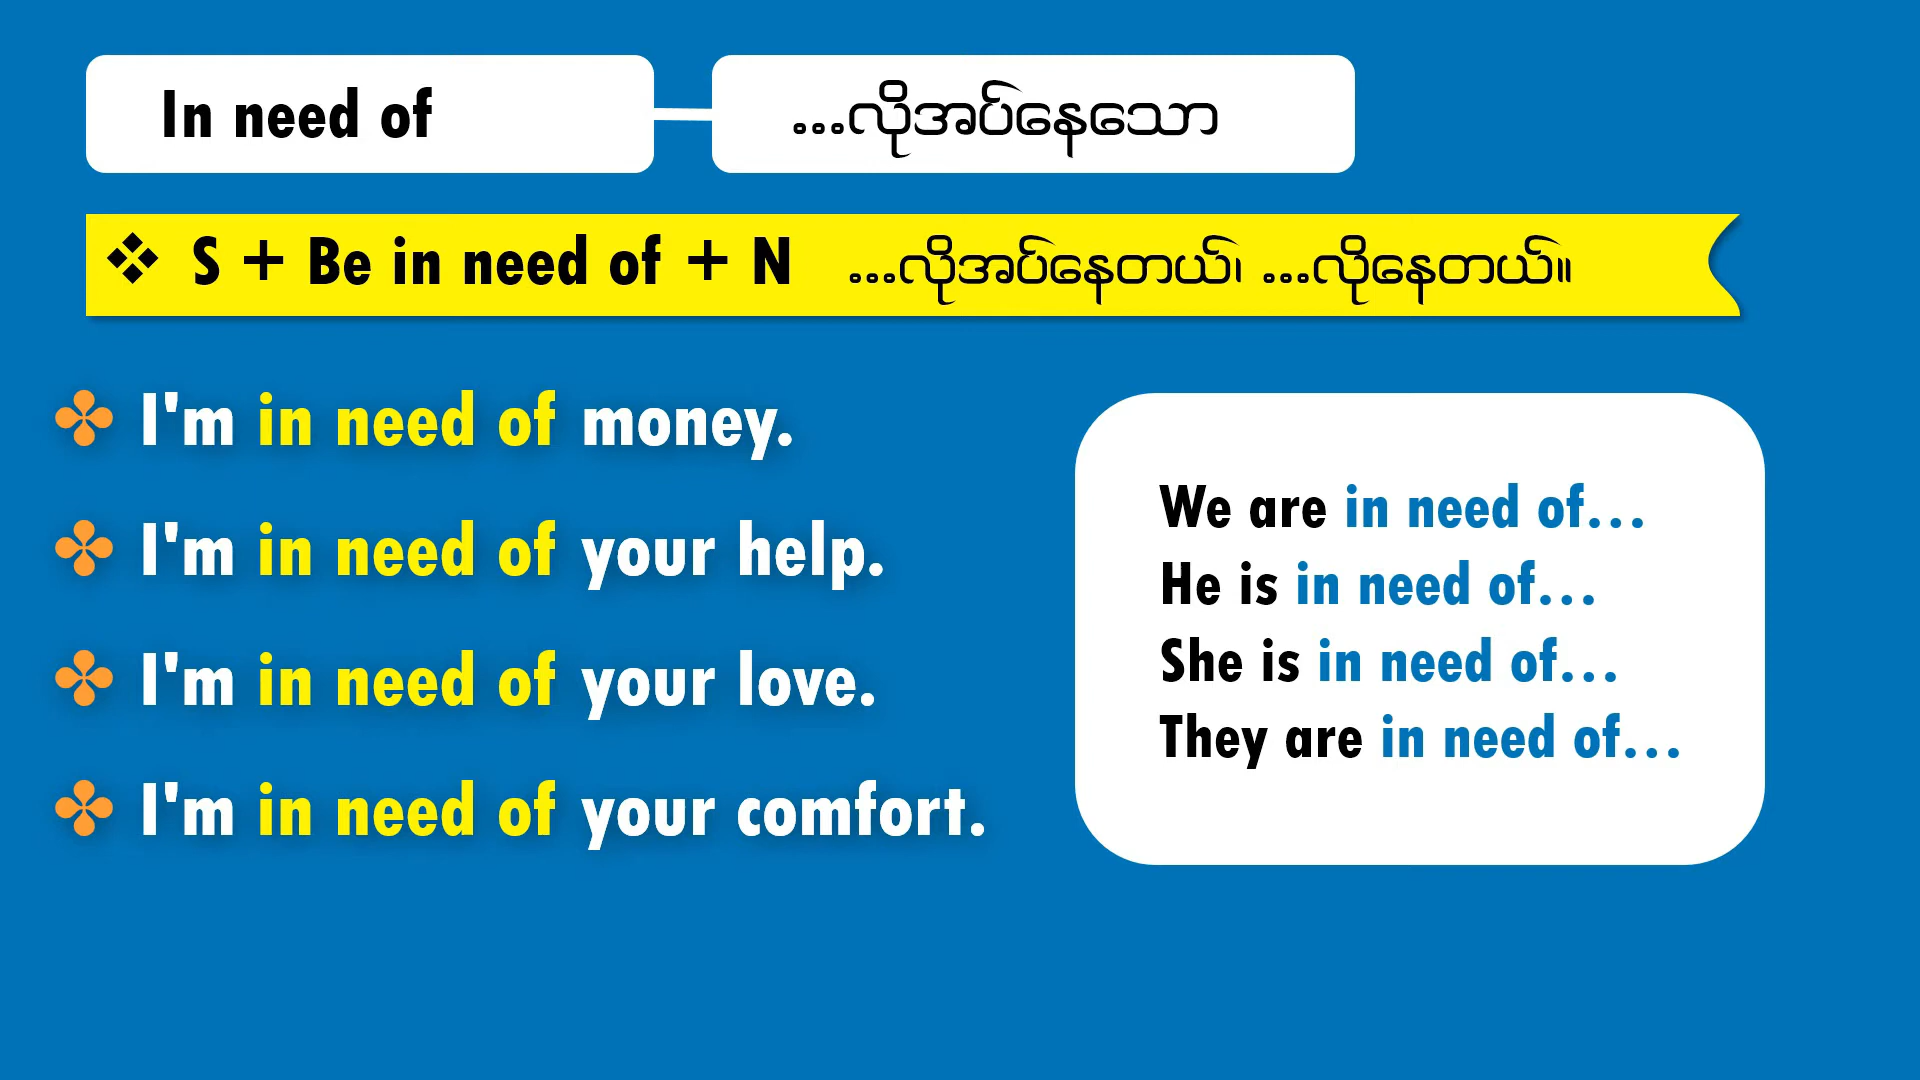 In need of
...လိုအပ်နေသော
❖ S + Be in need of + N ...လိုအပ်နေတယ်၊ ...လိုနေတယ်။
I'm in need of money.
I'm in need of your help.
I'm in need of your love.
I'm in need of your comfort.
We are in need of...
He is in need of...
She is in need of...
They are in need of...